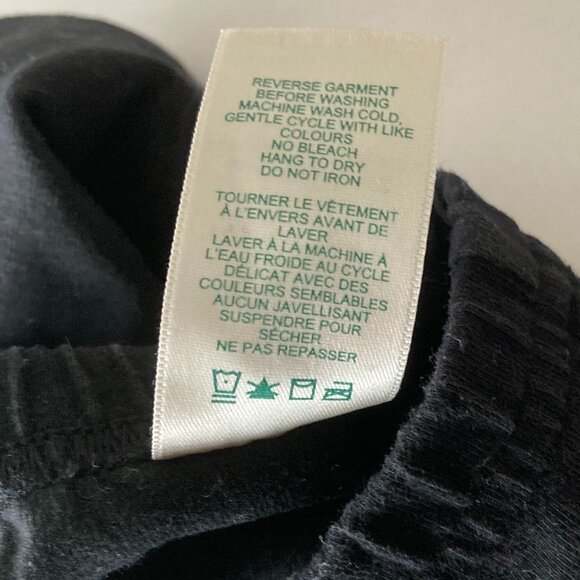 REVERSE GARMENT
BEFORE WASHING
MACHINE WASH COLD,
GENTLE CYCLE WITH LIKE
COLOURS
NO BLEACH
HANG TO DRY
DO NOT IRON
TOURNER LE VÊTEMENT
À L'ENVERS AVANT DE
LAVER
LAVER À LA MACHINE À
L'EAU FROIDE AU CYCLE
DÉLICAT AVEC DES
COULEURS SEMBLABLES
AUCUN JAVELLISANT
SUSPENDRE POUR
SÉCHER
NE PAS REPASSER